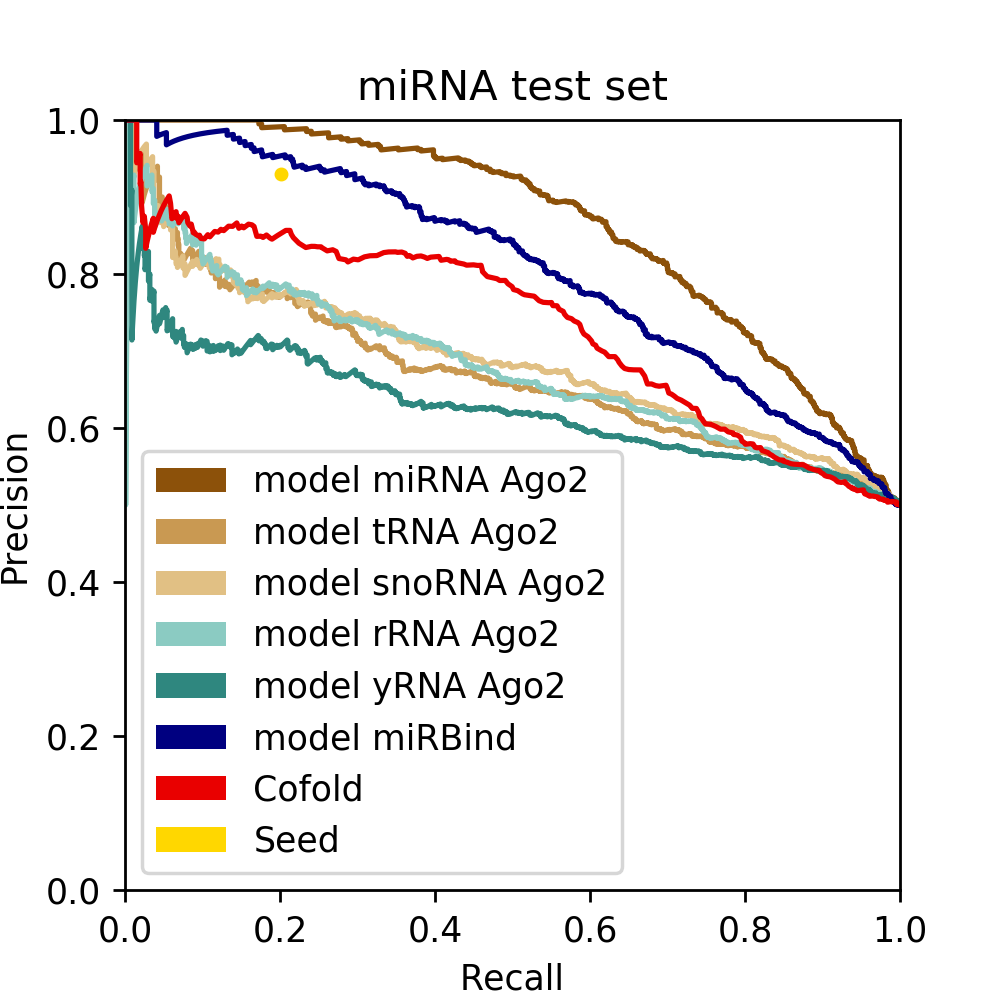 miRNA test set
1.0
0.8
0.6
0.4
0.2
0.0
Precision
model miRNA Ago2
model tRNA Ago2
model snoRNA Ago2
model rRNA Ago2
model yRNA Ago2
model miRBind
Cofold
Seed
0.0 0.2 0.4 0.6 0.8 1.0
Recall